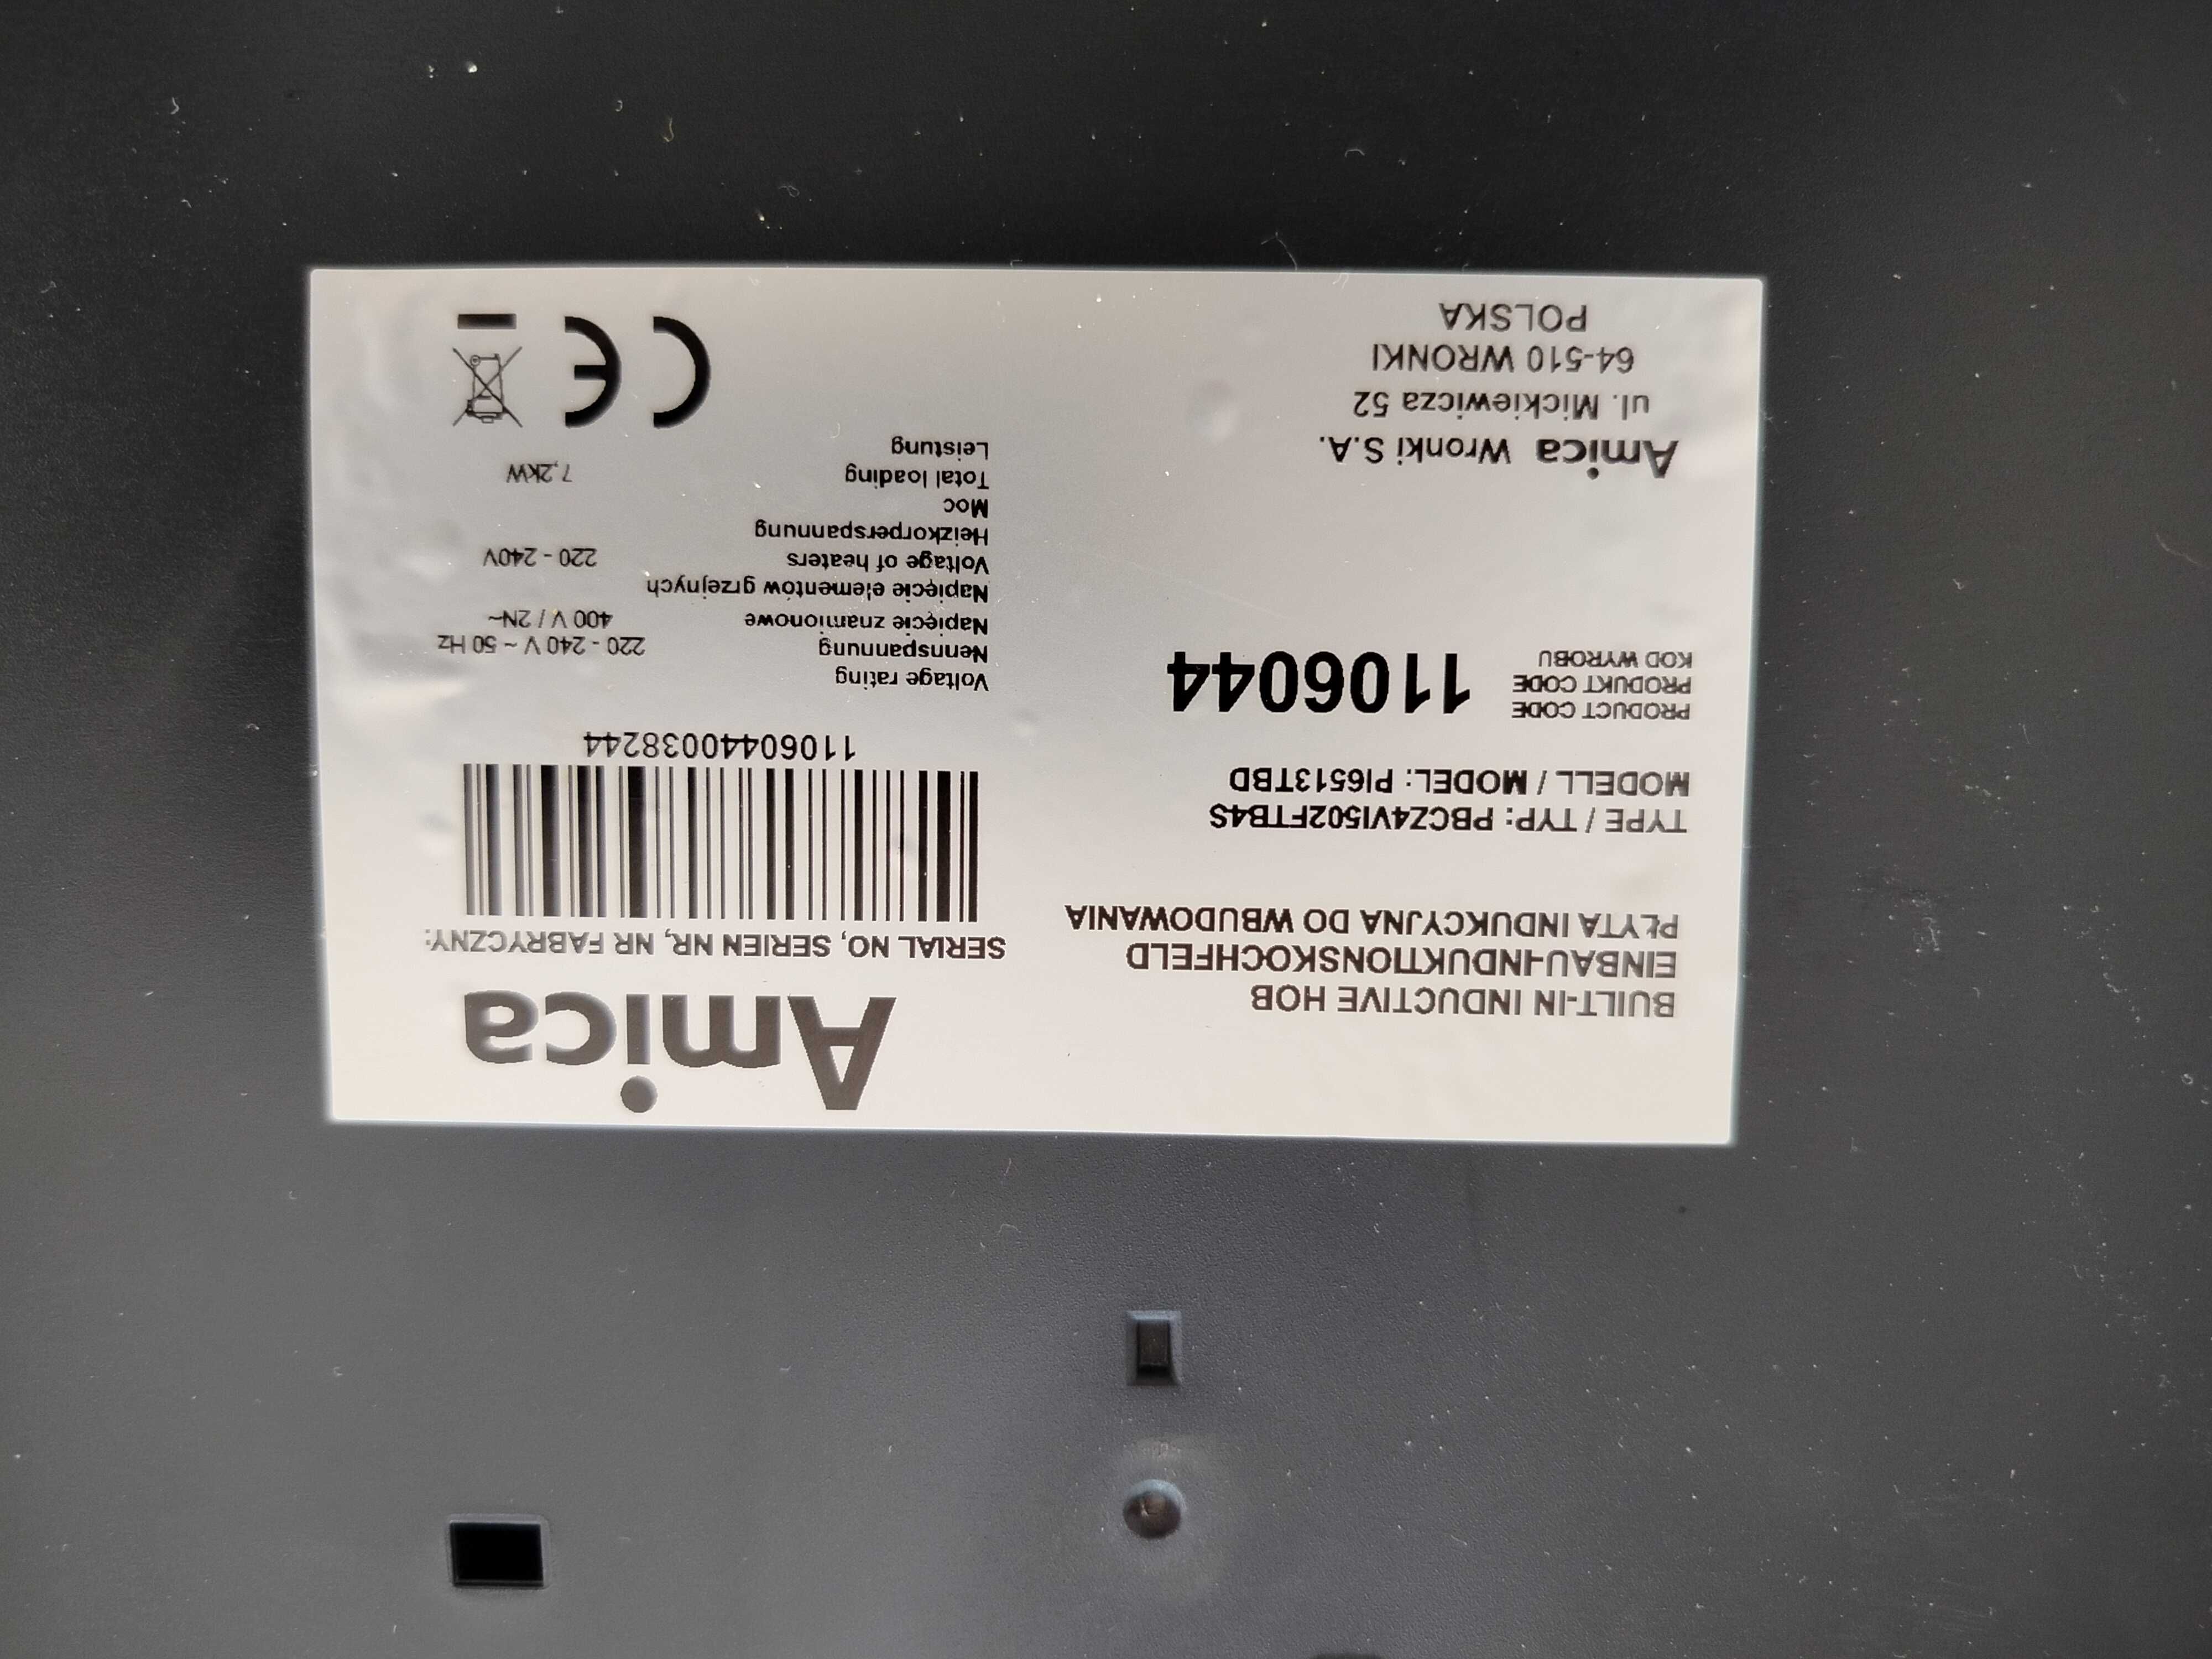 BUILT-IN INDUCTIVE HOB
EINBAU-INDUKTIONSKOCHFELD
PŁYTA INDUKCYJNA DO WBUDOWANIA
TYPE / TYP: PBCZ4VI502FTB4S
MODELL / MODEL: PI6513TBD
PRODUCT CODE
PRODUKT CODE
KOD WYROBU
1106044
Amica Wronki S.A.
ul. Mickiewicza 52
64-510 WRONKI
POLSKA
Amica
SERIAL NO, SERIEN NR, NR FABRYCZNY:
11060440038244
Voltage rating
Nennspannung
Napięcie znamionowe
220 - 240 V ~ 50 Hz
400 V / 2N~
Napięcie elementów grzejnych
Voltage of heaters
Heizkorperspannung
220 - 240V
Moc
Total loading
Leistung
7,2kW
CE